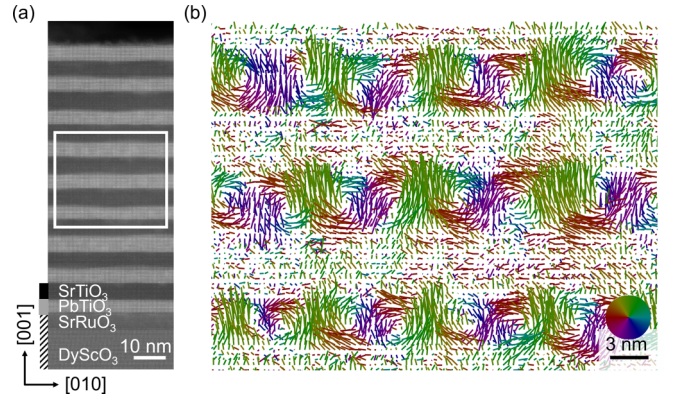 (a)
(b)
SrTiO3
PbTiO3
SrRuO3
DyScO3
10 nm
[001]
[010]
3 nm